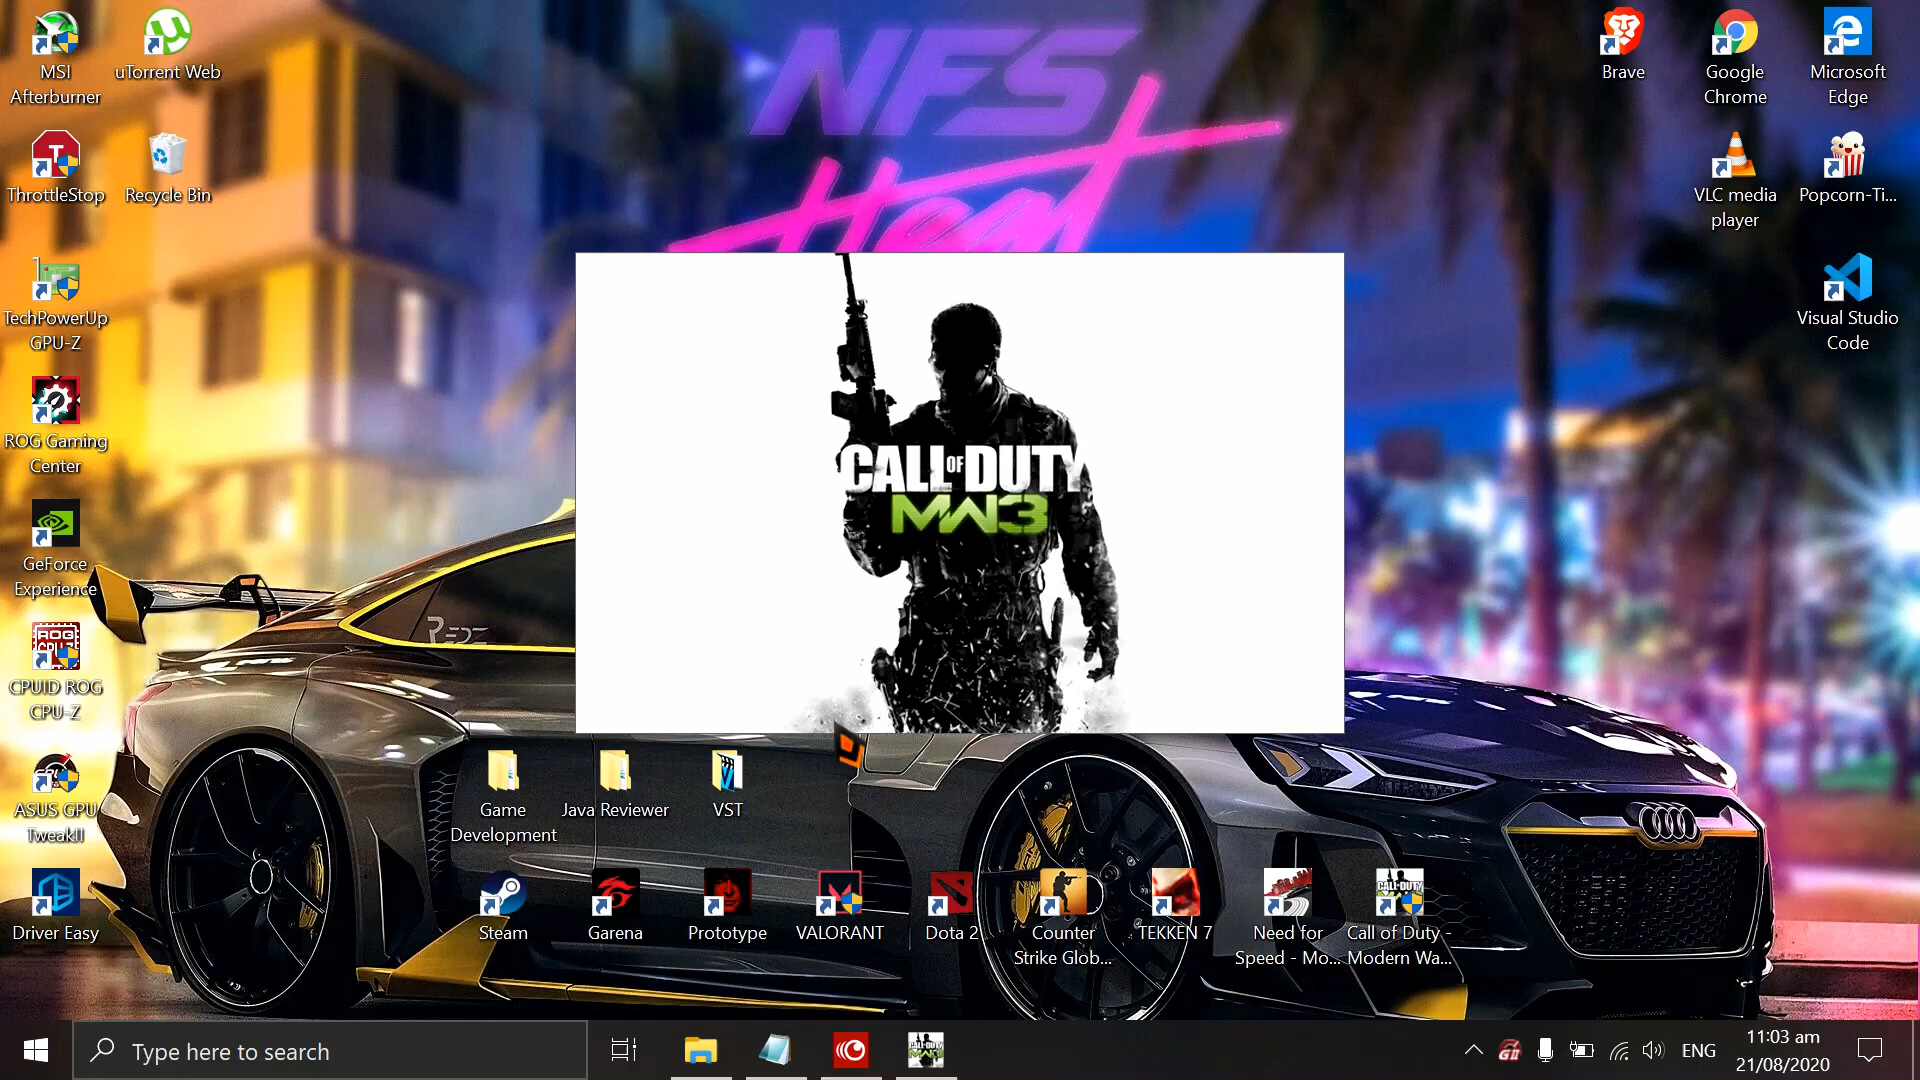 MSI
Afterburner
uTorrent Web
Brave
Google
Chrome
Microsoft
Edge
NFS
Heat
ThrottleStop
Recycle Bin
VLC media
player
Popcorn-Ti...
TechPowerUp
GPU-Z
Visual Studio
Code
ROG Gaming
Center
CALL OF DUTY
MW3
GeForce
Experience
CPUID ROG
CPU-Z
ASUS GPU
TweakII
Game
Development
Java Reviewer
VST
Driver Easy
Steam
Garena
Prototype
VALORANT
Dota 2
Counter
Strike Glob...
TEKKEN 7
Need for
Speed - Mo...
Call of Duty -
Modern Wa...
Type here to search
ENG
11:03 am
21/08/2020